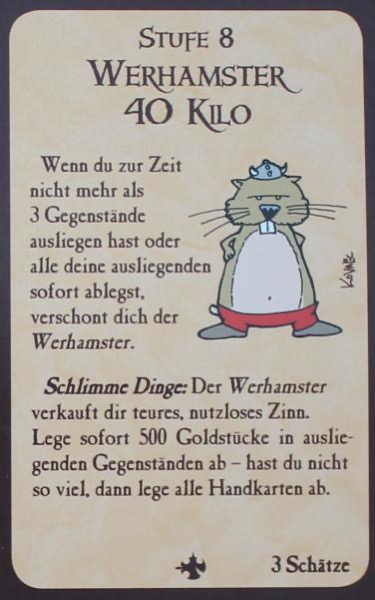 Stufe 8
Werhamster
40 Kilo
Wenn du zur Zeit
nicht mehr als
3 Gegenstände
ausliegen hast oder
alle deine ausliegenden
sofort ablegst,
verschont dich der
Werhamster.
Kovalic
Schlimme Dinge: Der Werhamster
verkauft dir teures, nutzloses Zinn.
Lege sofort 500 Goldstücke in auslie-
genden Gegenständen ab – hast du nicht
so viel, dann lege alle Handkarten ab.
3 Schätze